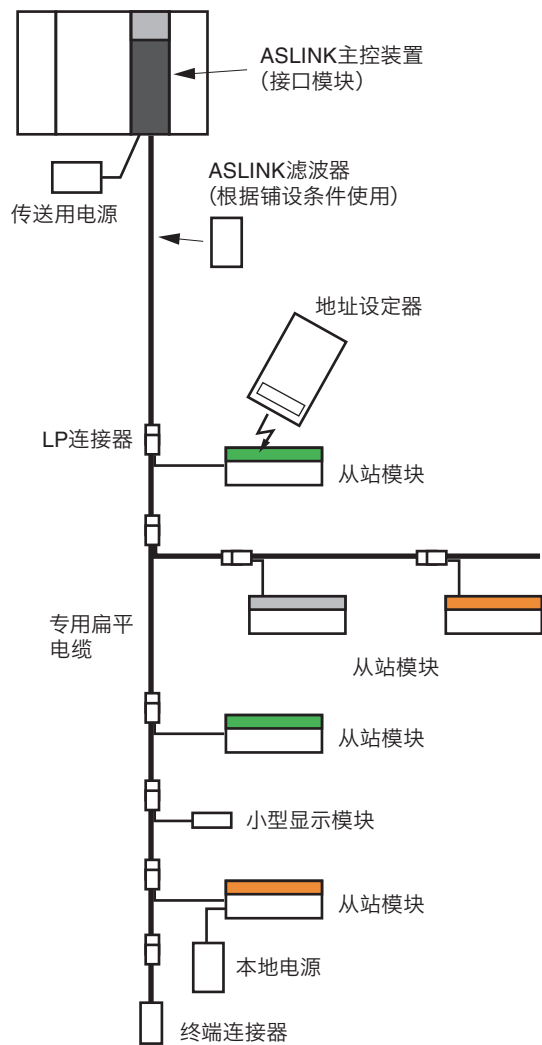 ASLINK主控装置
（接口模块）
传送用电源
ASLINK滤波器
（根据铺设条件使用）
地址设定器
LP连接器
从站模块
专用扁平
电缆
从站模块
从站模块
小型显示模块
从站模块
本地电源
终端连接器